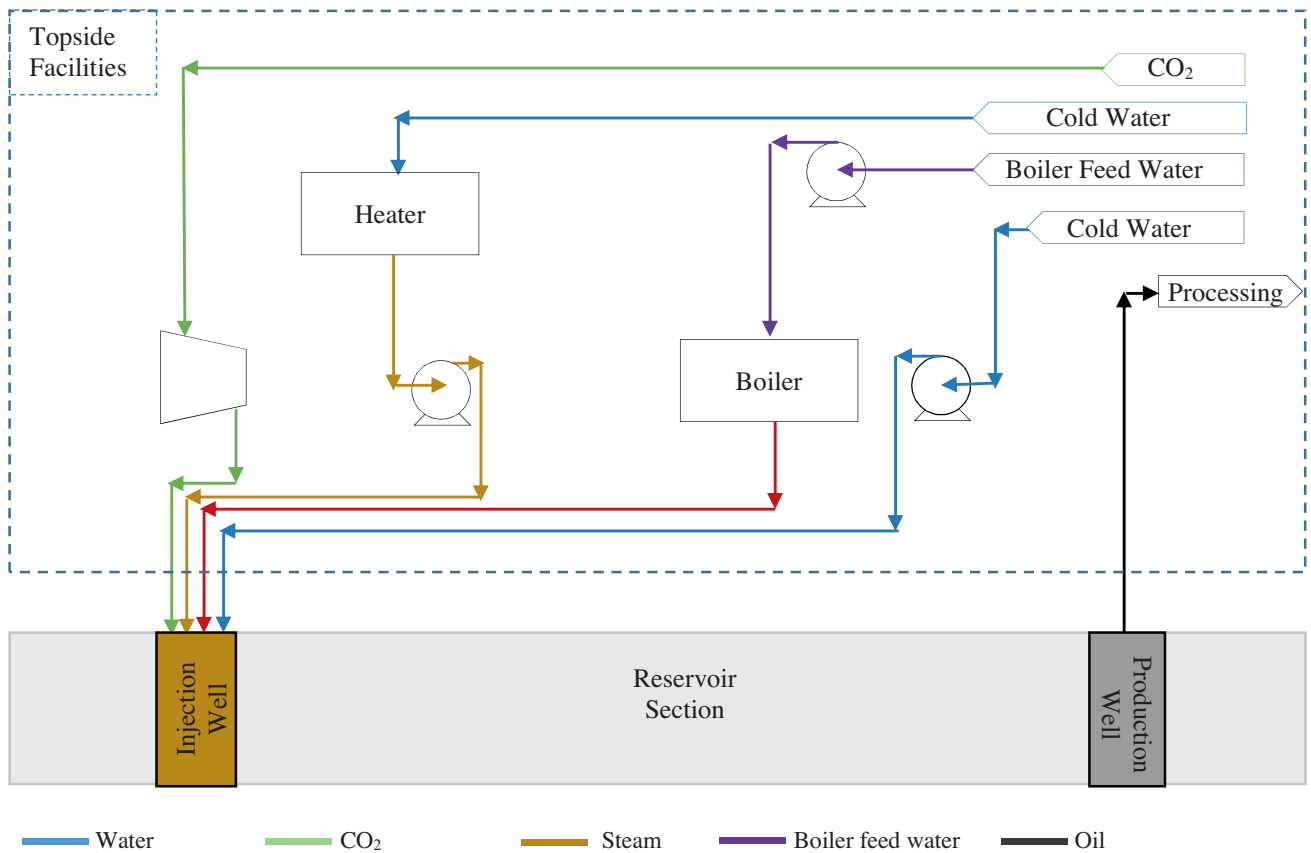 Topside
Facilities
CO₂
Cold Water
Boiler Feed Water
Heater
Cold Water
Processing
Boiler
Injection
Well
Reservoir
Section
Production
Well
Water
CO₂
Steam
Boiler feed water
Oil